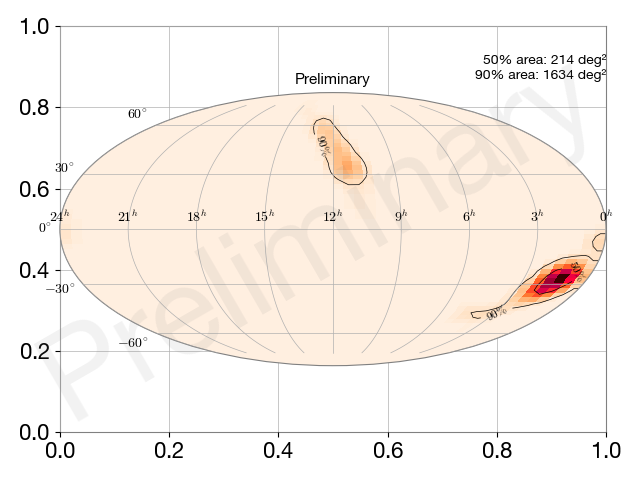 1.0
50% area: 214 deg²
90% area: 1634 deg²
Preliminary
0.8
60°
90%
30°
0.6
24ʰ 21ʰ 18ʰ 15ʰ 12ʰ 9ʰ 6ʰ 3ʰ 0ʰ
0°
50%
0.4
−30°
90%
0.2
−60°
0.0
0.0 0.2 0.4 0.6 0.8 1.0
Preliminary